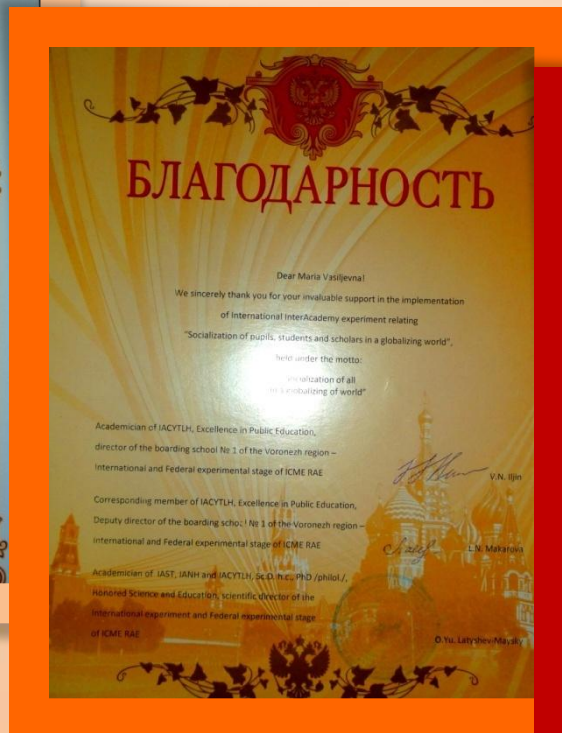 БЛАГОДАРНОСТЬ
Dear Maria Vasiljevna!
We sincerely thank you for your invaluable support in the implementation
of International InterAcademy experiment relating
"Socialization of pupils, students and scholars in a globalizing world",
held under the motto:
of all
globalizing of world"
Academician of IACYTLH, Excellence in Public Education,
director of the boarding school № 1 of the Voronezh region –
International and Federal experimental stage of ICME RAE
V.N. Iljin
Corresponding member of IACYTLH, Excellence in Public Education,
Deputy director of the boarding school № 1 of the Voronezh region –
International and Federal experimental stage of ICME RAE
L.N. Makarova
Academician of IAST, IANH and IACYTLH, Sc.D. h.c., PhD /philol./,
Honored Science and Education, scientific director of the
International experiment and Federal experimental stage
of ICME RAE
O.Yu. Latyshev-Maysky